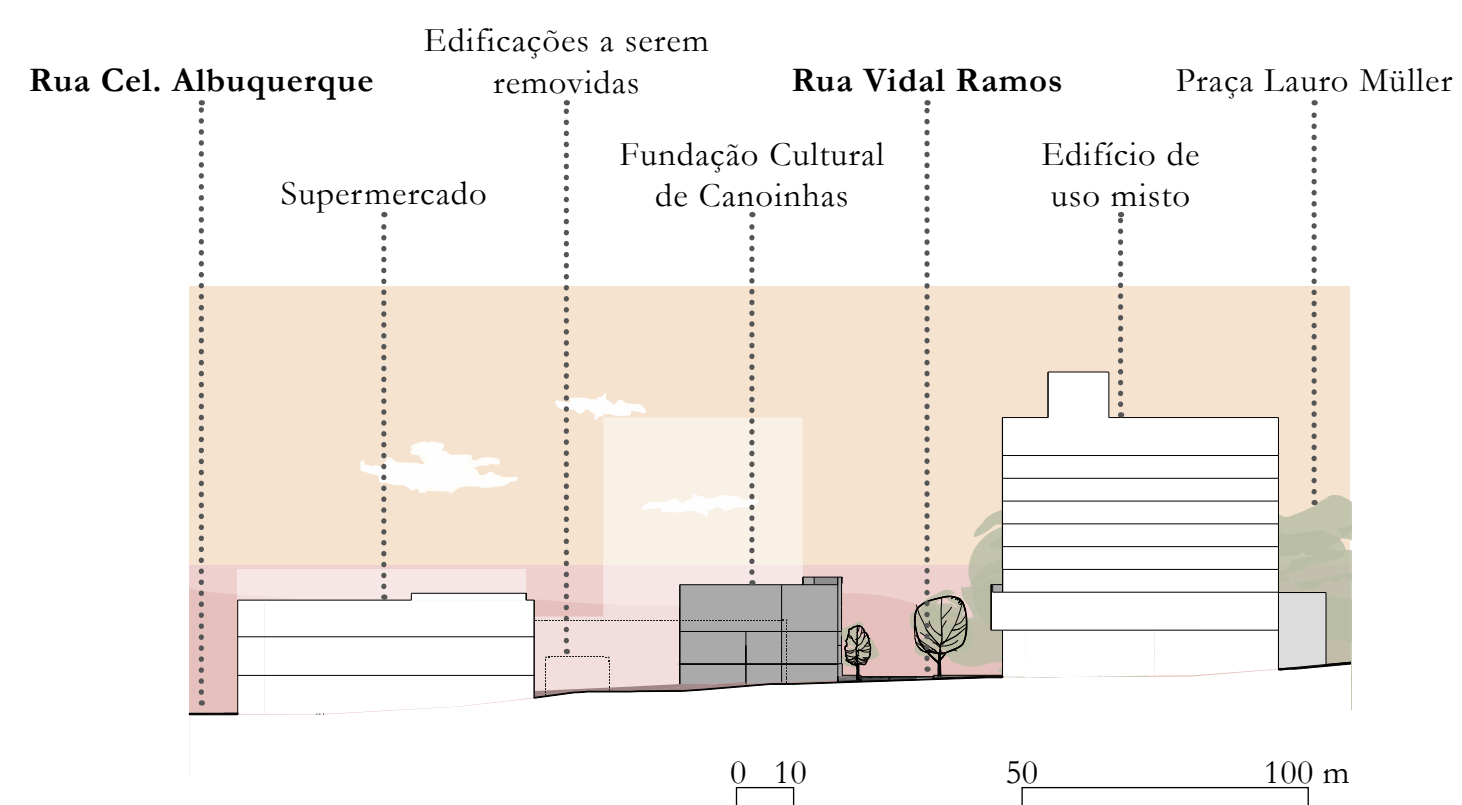 Edificações a serem
removidas
Rua Cel. Albuquerque
Rua Vidal Ramos
Praça Lauro Müller
Supermercado
Fundação Cultural
de Canoinhas
Edifício de
uso misto
0 10 50 100 m